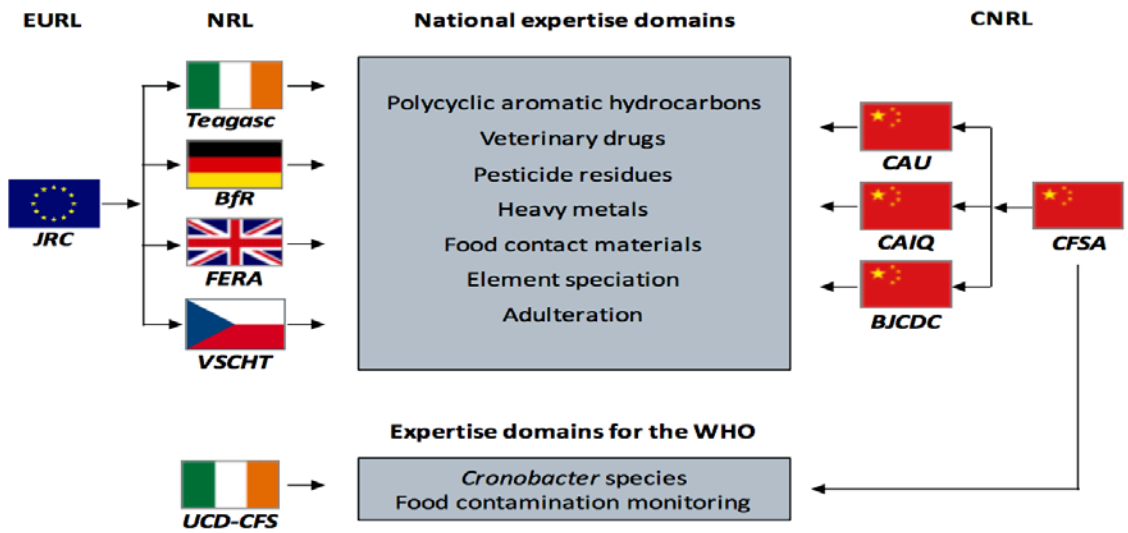 EURL
NRL
National expertise domains
CNRL
Teagasc
BfR
FERA
VSCHT
JRC
Polycyclic aromatic hydrocarbons
Veterinary drugs
Pesticide residues
Heavy metals
Food contact materials
Element speciation
Adulteration
CAU
CAIQ
BJCDC
CFSA
Expertise domains for the WHO
UCD-CFS
Cronobacter species
Food contamination monitoring